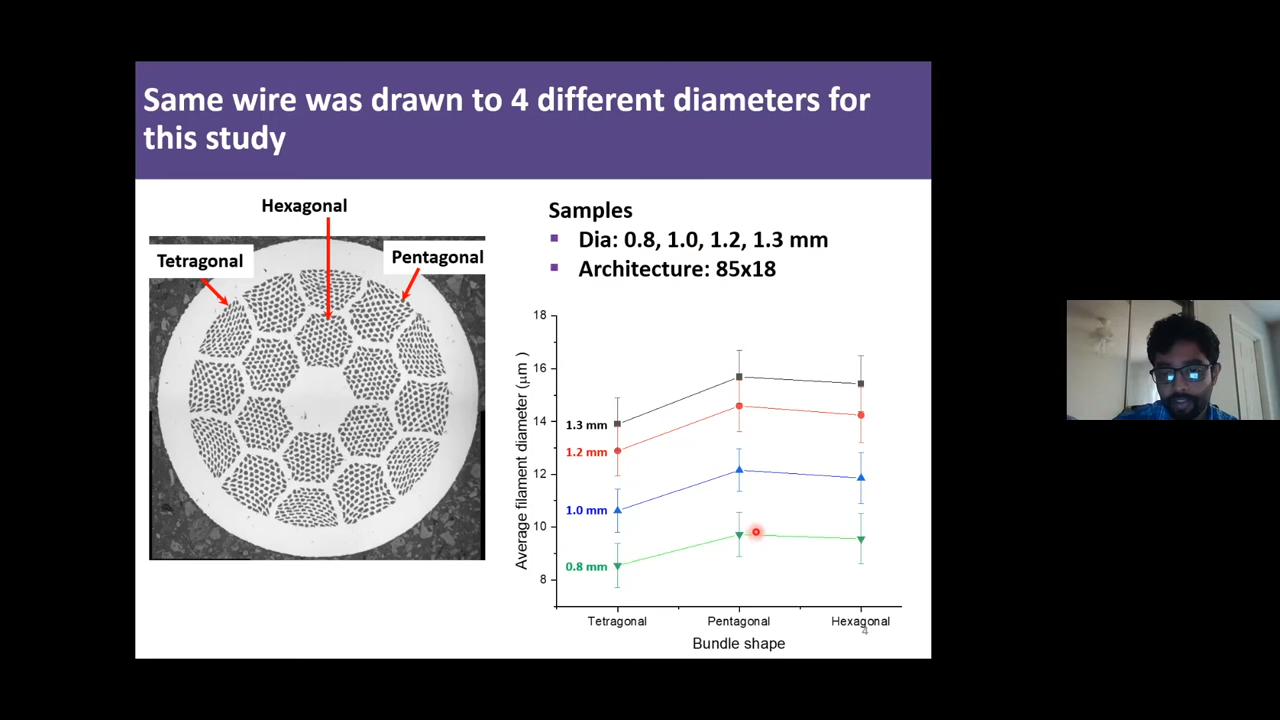 Same wire was drawn to 4 different diameters for
this study
Hexagonal
Tetragonal
Pentagonal
Samples
Dia: 0.8, 1.0, 1.2, 1.3 mm
Architecture: 85x18
18
16
14
12
10
8
Average filament diameter (μm )
1.3 mm
1.2 mm
1.0 mm
0.8 mm
Tetragonal
Pentagonal
Hexagonal
Bundle shape
4